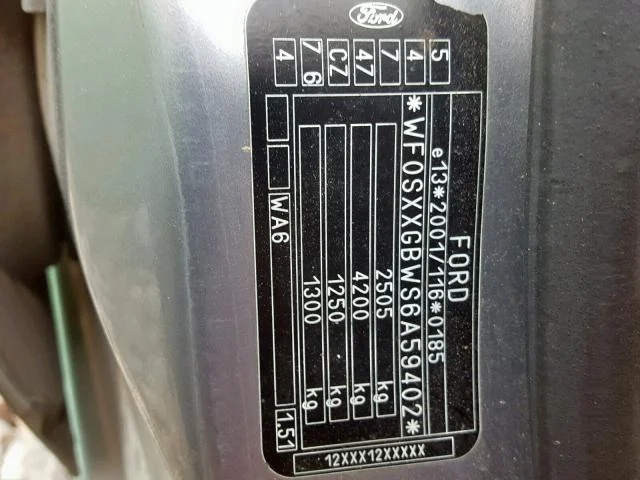 Ford
5
4
7
47
CZ
7 6
4
FORD
e13*2001/116*0185
*WF0SXXGBWS6A59402*
2505 kg
4200 kg
1250 kg
1300 kg
WA6 1.51
12XXX12XXXXX